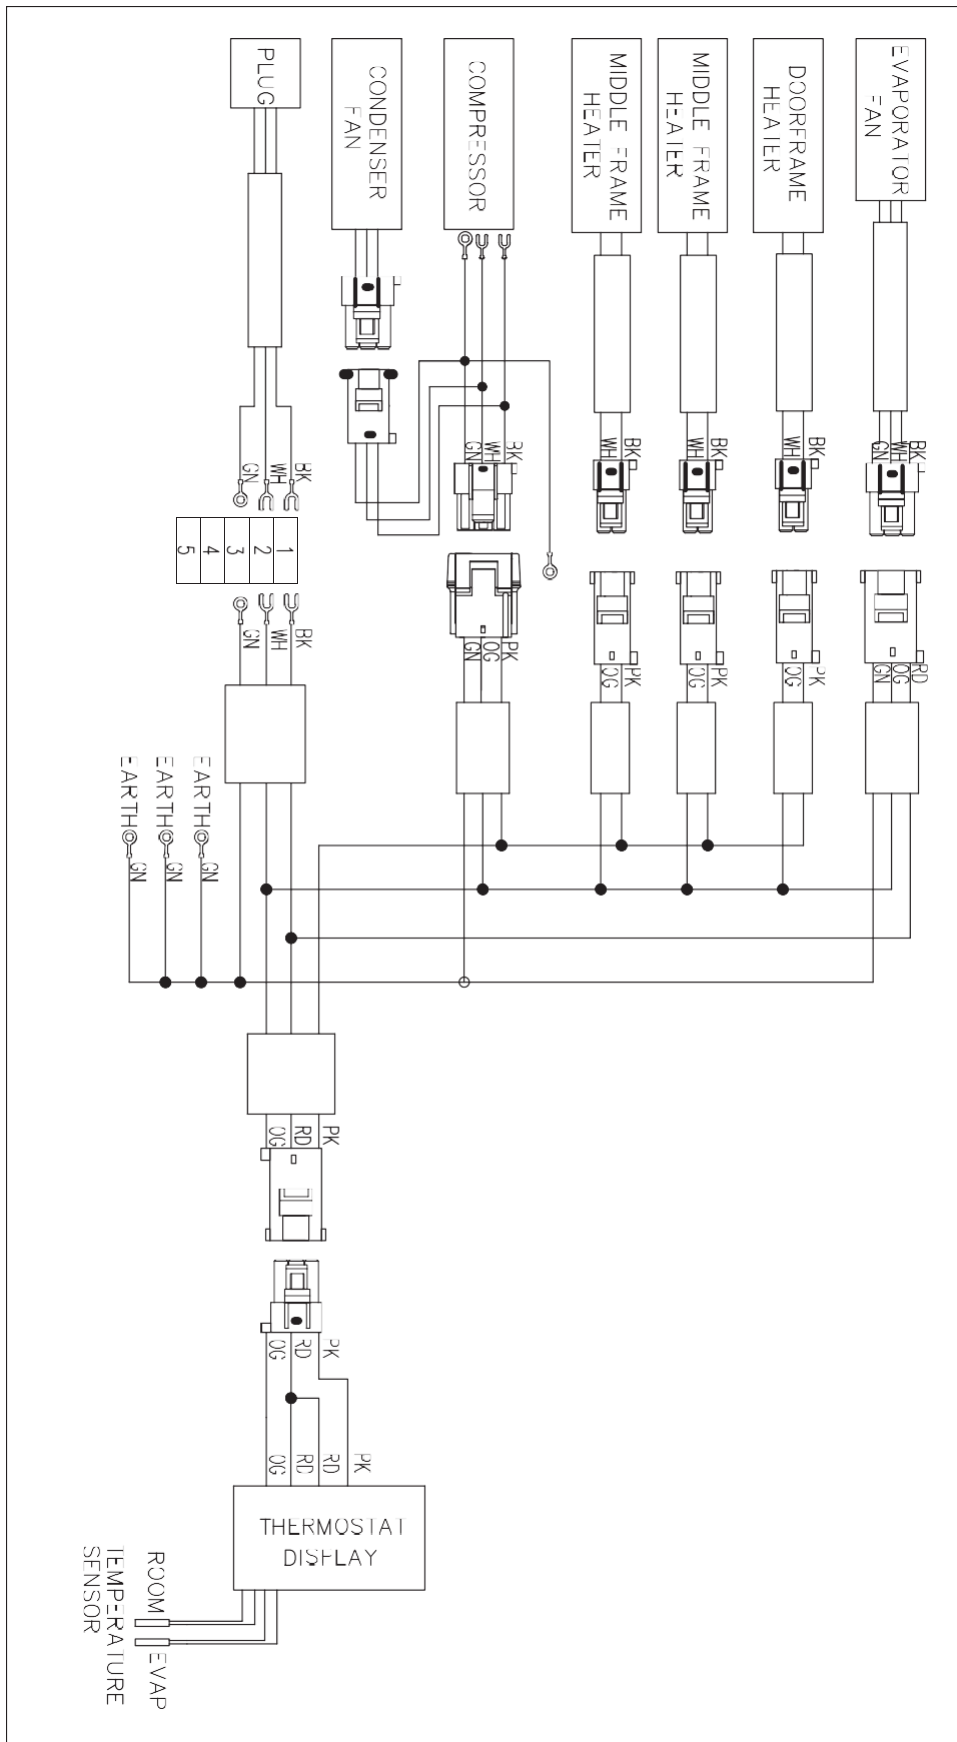 PLUG
CONDENSER
FAN
COMPRESSOR
MIDDLE FRAME
HEATER
MIDDLE FRAME
HEATER
DOORFRAME
HEATER
EVAPORATOR
FAN
GN
WH
BK
GN
WH
BK
WH
BK
WH
BK
WH
BK
GN
WH
BK
5
4
3
2
1
GN
WH
BK
GN
OG
PK
OG
PK
OG
PK
OG
PK
GN
OG
RD
EARTH
EARTH
EARTH
GN
GN
GN
OG
RD
PK
OG
RD
PK
OG
RD
RD
PK
THERMOSTAT
DISPLAY
ROOM
EVAP
TEMPERATURE
SENSOR